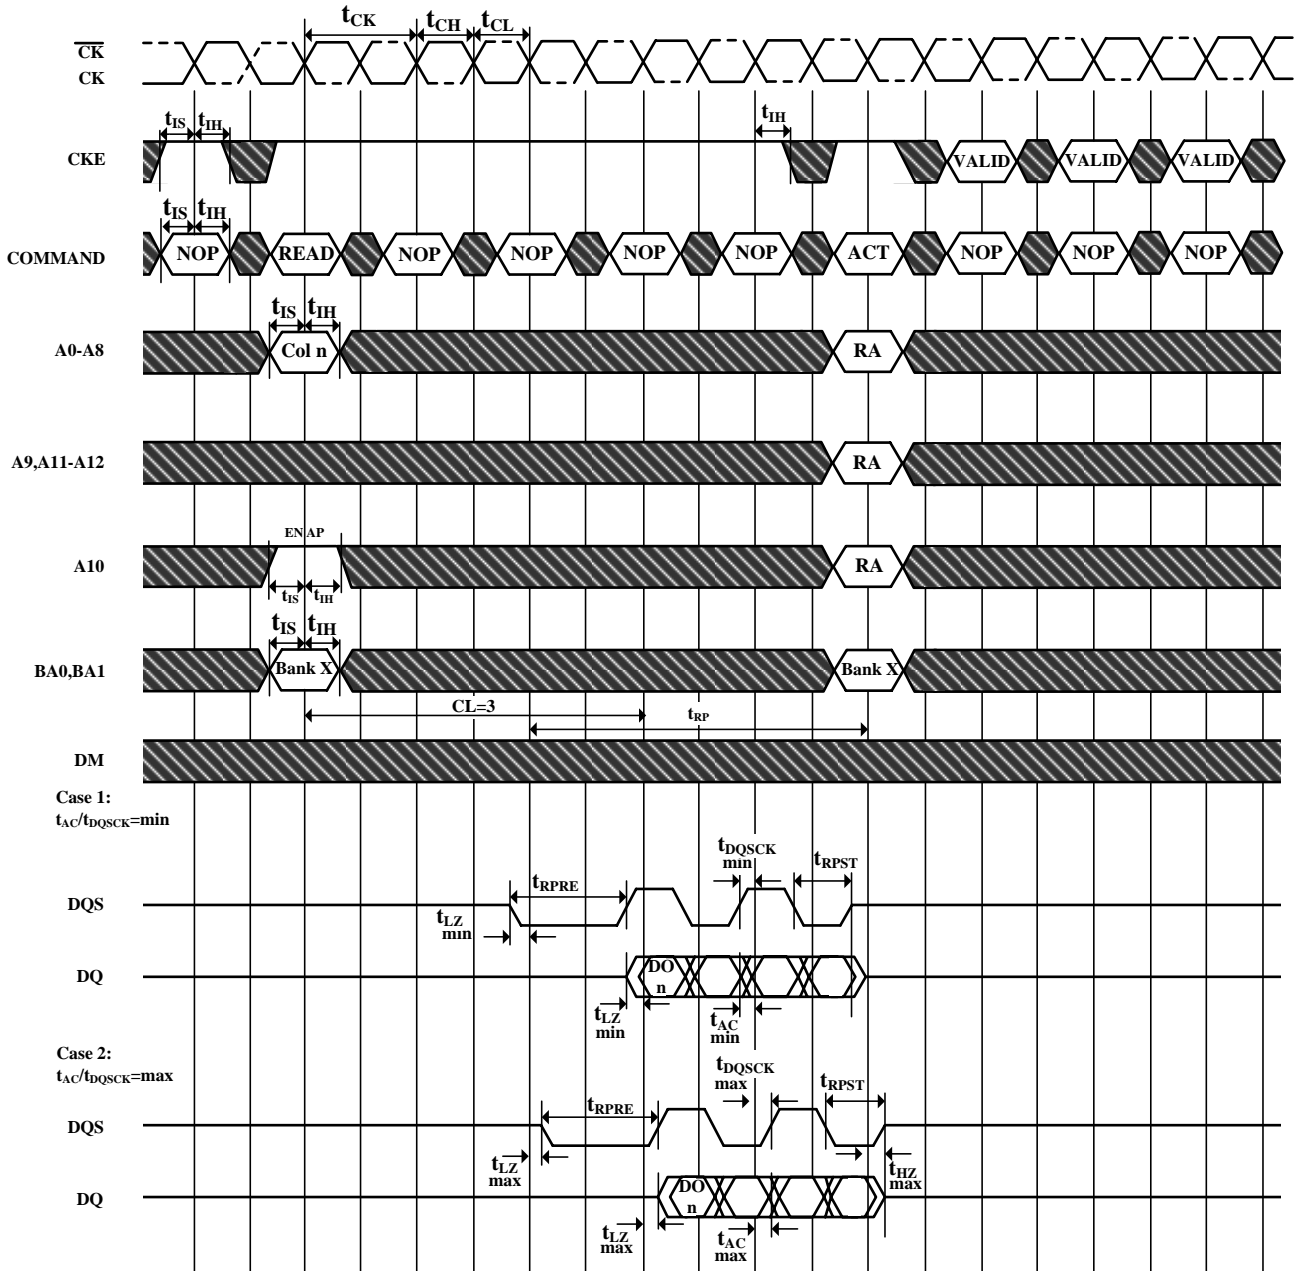 tCK tCH tCL
CK
CK
tIS tIH tIH
CKE VALID VALID VALID
tIS tIH
COMMAND NOP READ NOP NOP NOP NOP ACT NOP NOP NOP
tIS tIH
A0-A8 Col n RA
A9,A11-A12 RA
EN AP
A10 RA
tIS tIH
tIS tIH
BA0,BA1 Bank X Bank X
CL=3 tRP
DM
Case 1:
tAC/tDQSCK=min
tDQSCK min tRPST
tRPRE
DQS
tLZ min
DQ DO n
tLZ min tAC min
Case 2:
tAC/tDQSCK=max
tDQSCK max tRPST
tRPRE
DQS
tLZ max tHZ max
DQ DO n
tLZ max tAC max